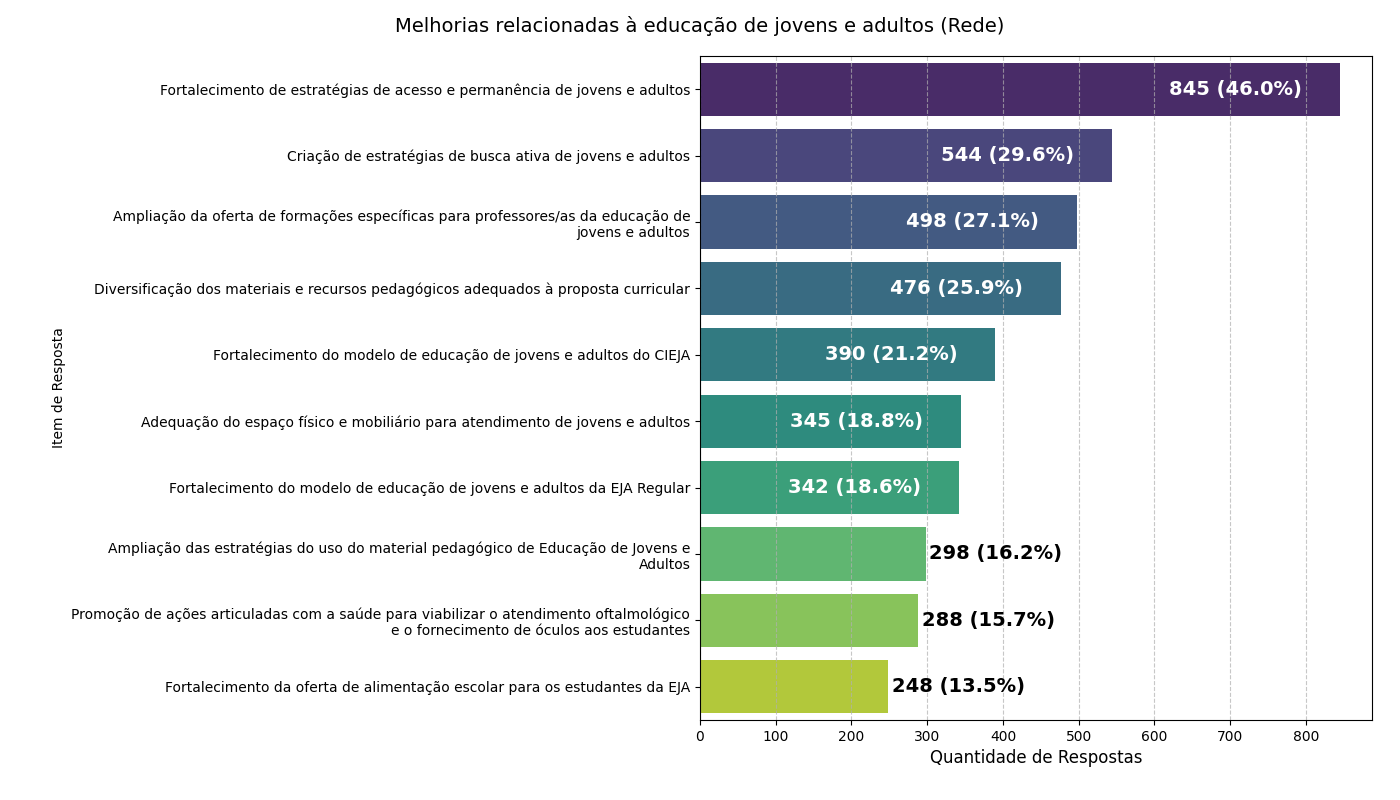 Melhorias relacionadas à educação de jovens e adultos (Rede)
Item de Resposta
Fortalecimento de estratégias de acesso e permanência de jovens e adultos
845 (46.0%)
Criação de estratégias de busca ativa de jovens e adultos
544 (29.6%)
Ampliação da oferta de formações específicas para professores/as da educação de
jovens e adultos
498 (27.1%)
Diversificação dos materiais e recursos pedagógicos adequados à proposta curricular
476 (25.9%)
Fortalecimento do modelo de educação de jovens e adultos do CIEJA
390 (21.2%)
Adequação do espaço físico e mobiliário para atendimento de jovens e adultos
345 (18.8%)
Fortalecimento do modelo de educação de jovens e adultos da EJA Regular
342 (18.6%)
Ampliação das estratégias do uso do material pedagógico de Educação de Jovens e
Adultos
298 (16.2%)
Promoção de ações articuladas com a saúde para viabilizar o atendimento oftalmológico
e o fornecimento de óculos aos estudantes
288 (15.7%)
Fortalecimento da oferta de alimentação escolar para os estudantes da EJA
248 (13.5%)
0 100 200 300 400 500 600 700 800
Quantidade de Respostas